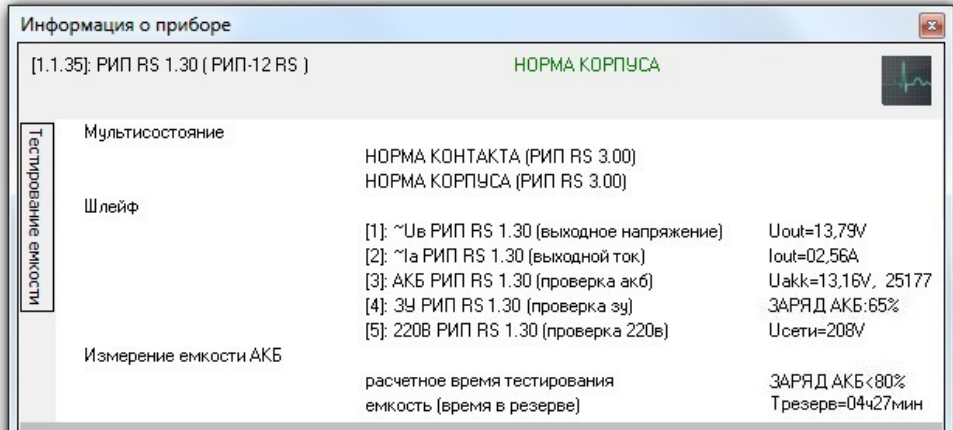 Информация о приборе
[1.1.35]: РИП RS 1.30 ( РИП-12 RS ) НОРМА КОРПУСА
Тестирование емкости
Мультисостояние
НОРМА КОНТАКТА (РИП RS 3.00)
НОРМА КОРПУСА (РИП RS 3.00)
Шлейф
[1]: ~Uв РИП RS 1.30 (выходное напряжение) Uout=13,79V
[2]: ~Iа РИП RS 1.30 (выходной ток) Iout=02,56A
[3]: АКБ РИП RS 1.30 (проверка акб) Uakk=13,16V, 25177
[4]: ЗУ РИП RS 1.30 (проверка зу) ЗАРЯД АКБ:65%
[5]: 220В РИП RS 1.30 (проверка 220в) Uсети=208V
Измерение емкости АКБ
расчетное время тестирования ЗАРЯД АКБ<80%
емкость (время в резерве) Tрезерв=04ч27мин